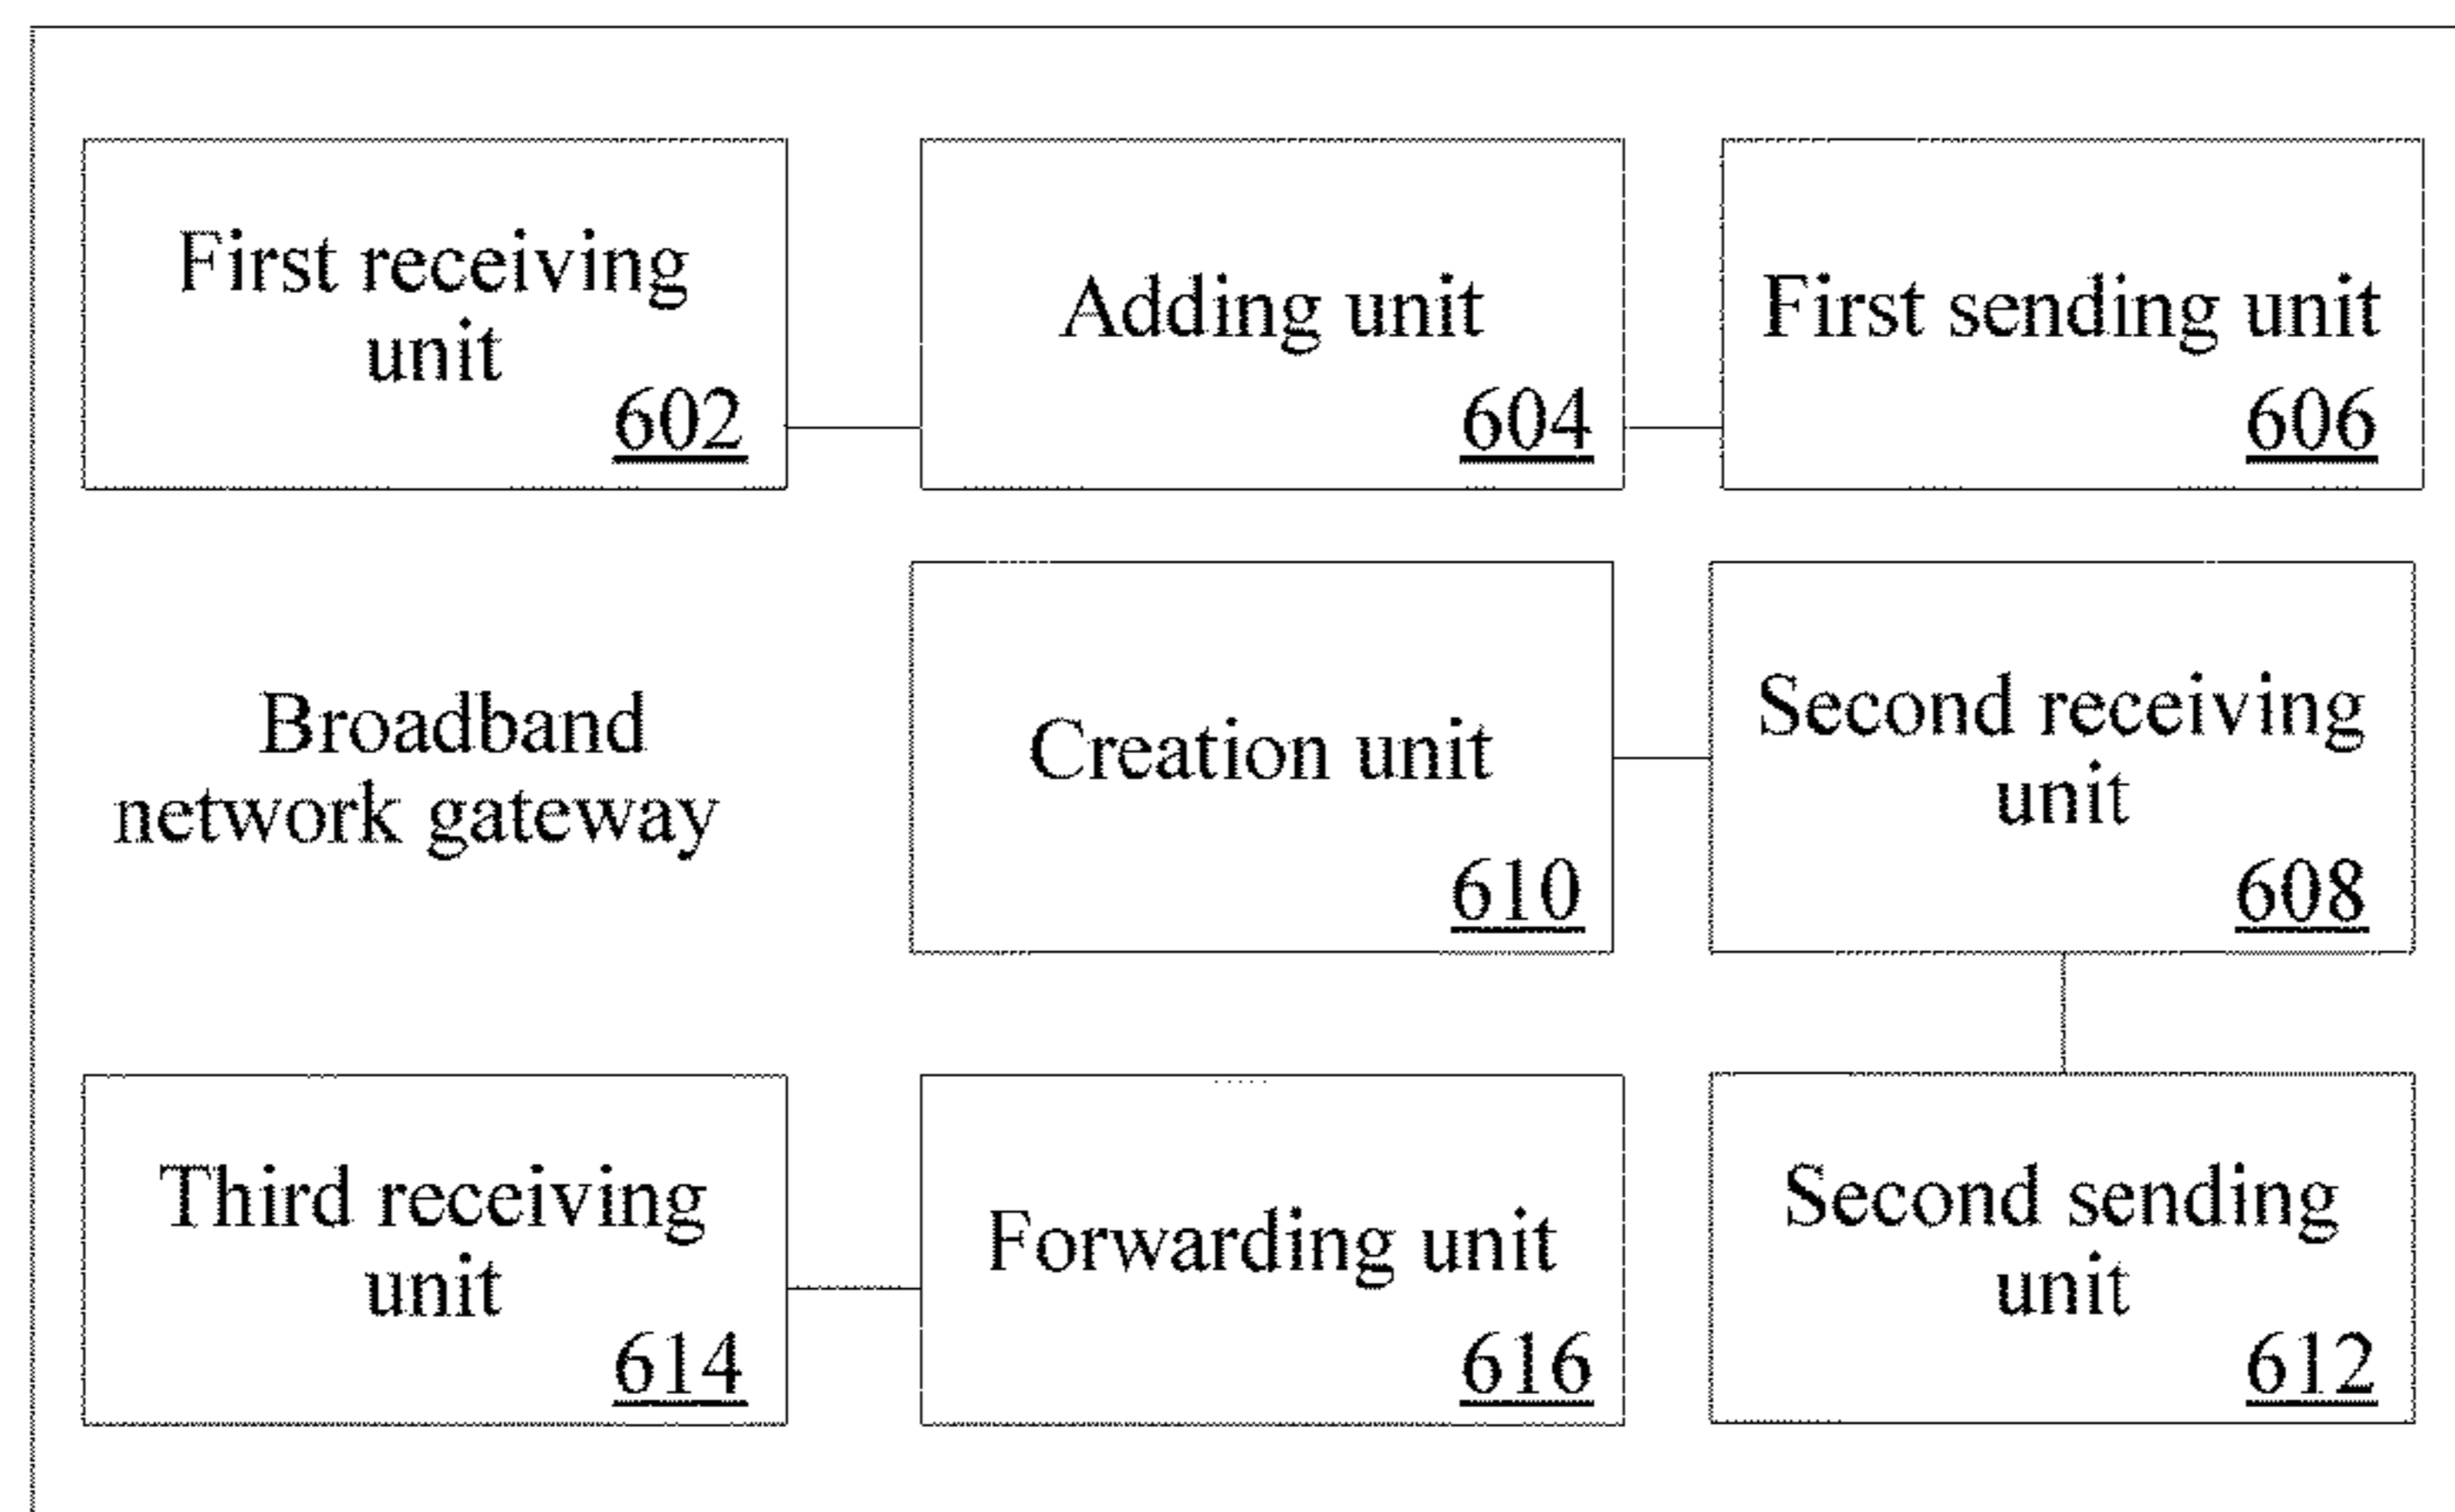 First receiving
unit
602
Adding unit
604
First sending unit
606
Broadband
network gateway
Creation unit
610
Second receiving
unit
608
Third receiving
unit
614
Forwarding unit
616
Second sending
unit
612